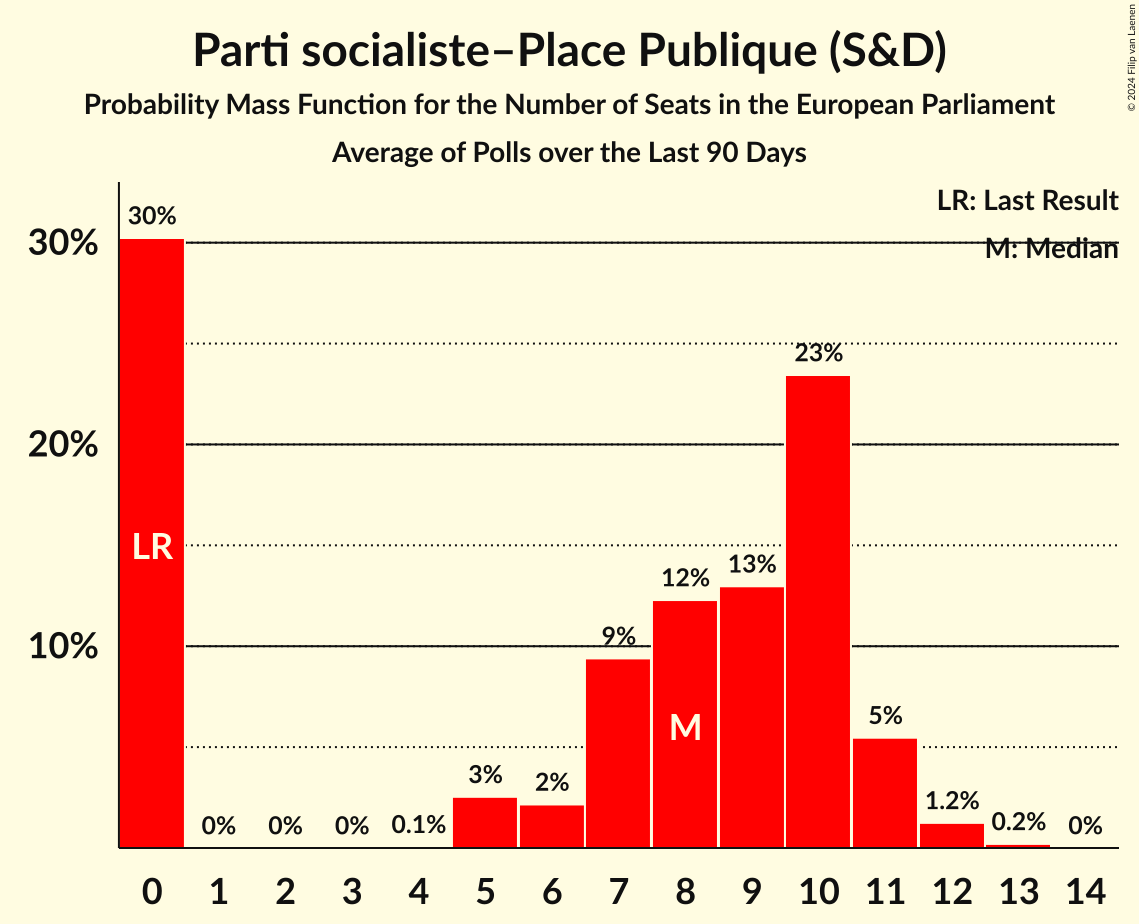 Parti socialiste–Place Publique (S&D)
Probability Mass Function for the Number of Seats in the European Parliament
Average of Polls over the Last 90 Days
© 2024 Filip van Laenen
LR: Last Result
M: Median
30%
20%
10%
30%
0%
0%
0%
0.1%
3%
2%
9%
12%
13%
23%
5%
1.2%
0.2%
0%
LR
M
0 1 2 3 4 5 6 7 8 9 10 11 12 13 14